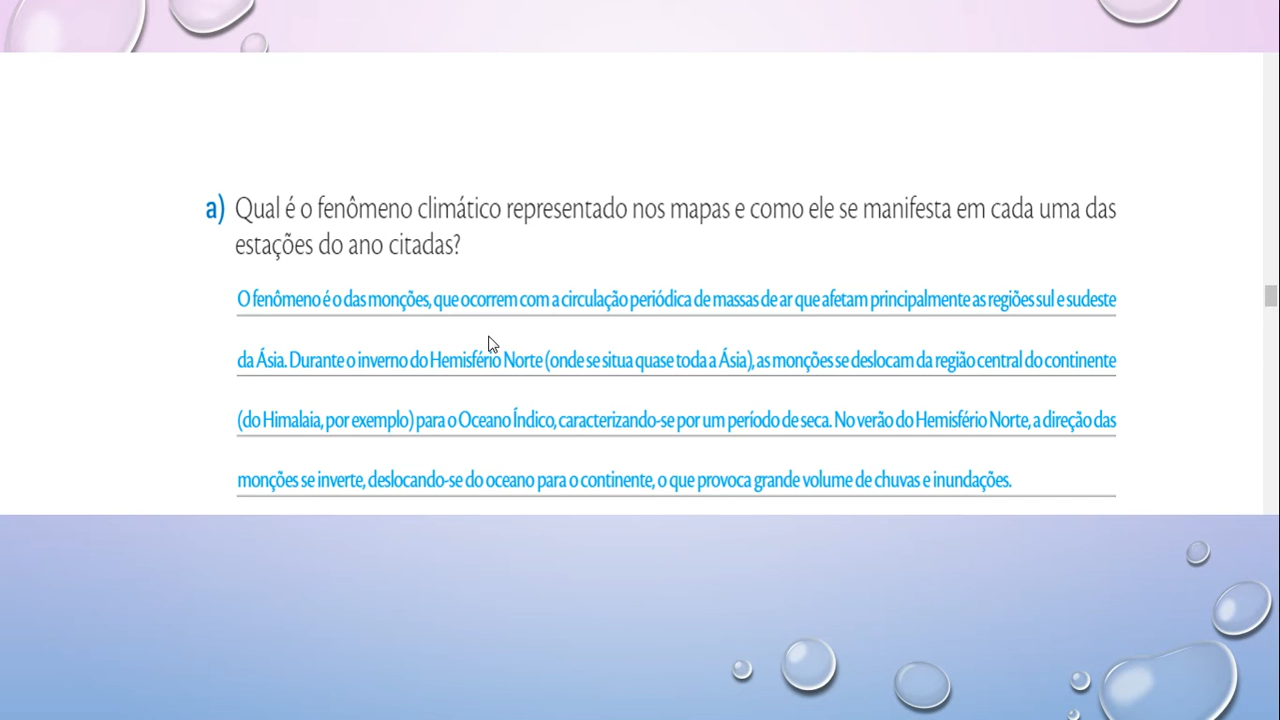 a) Qual é o fenômeno climático representado nos mapas e como ele se manifesta em cada uma das
estações do ano citadas?
O fenômeno é o das monções, que ocorrem com a circulação periódica de massas de ar que afetam principalmente as regiões sul e sudeste
da Ásia. Durante o inverno do Hemisfério Norte (onde se situa quase toda a Ásia), as monções se deslocam da região central do continente
(do Himalaia, por exemplo) para o Oceano Índico, caracterizando-se por um período de seca. No verão do Hemisfério Norte, a direção das
monções se inverte, deslocando-se do oceano para o continente, o que provoca grande volume de chuvas e inundações.